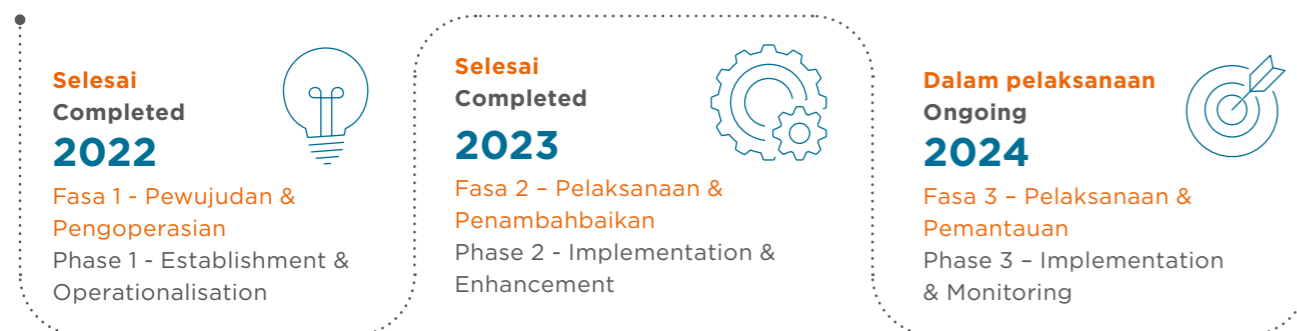 Selesai
Completed
2022
Fasa 1 - Pewujudan &
Pengoperasian
Phase 1 - Establishment &
Operationalisation
Selesai
Completed
2023
Fasa 2 – Pelaksanaan &
Penambahbaikan
Phase 2 - Implementation &
Enhancement
Dalam pelaksanaan
Ongoing
2024
Fasa 3 – Pelaksanaan &
Pemantauan
Phase 3 – Implementation
& Monitoring